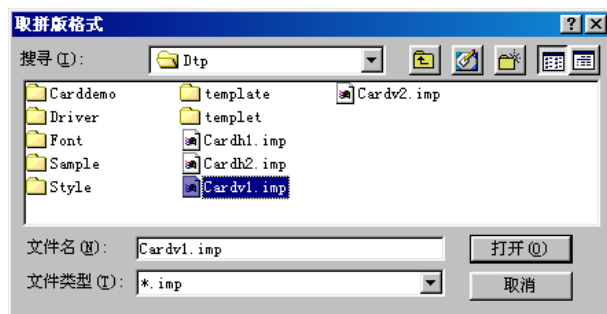 取拼版格式
搜寻(I): Dtp
Carddemo template Cardv2.imp
Driver templet
Font Cardh1.imp
Sample Cardh2.imp
Style Cardv1.imp
文件名(N): Cardv1.imp 打开(O)
文件类型(T): *.imp 取消